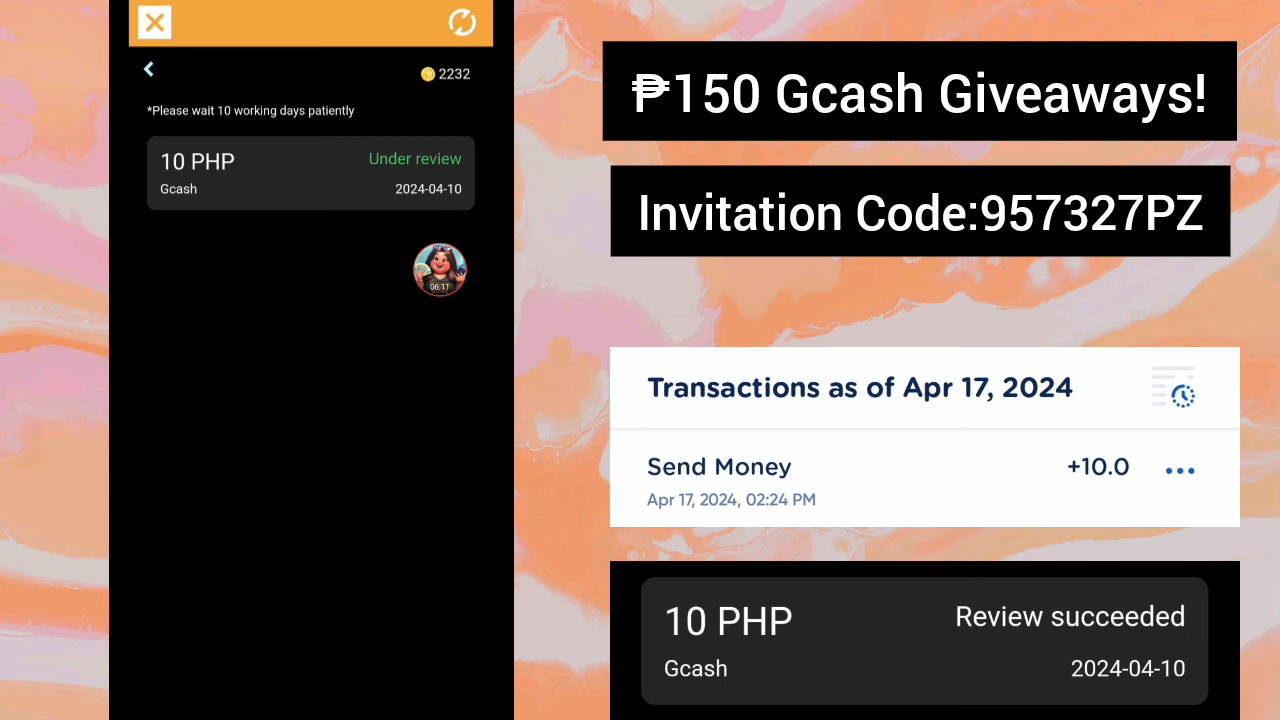 2232
*Please wait 10 working days patiently
10 PHP
Under review
Gcash
2024-04-10
06:11
₱150 Gcash Giveaways!
Invitation Code:957327PZ
Transactions as of Apr 17, 2024
Send Money
+10.0
Apr 17, 2024, 02:24 PM
10 PHP
Review succeeded
Gcash
2024-04-10